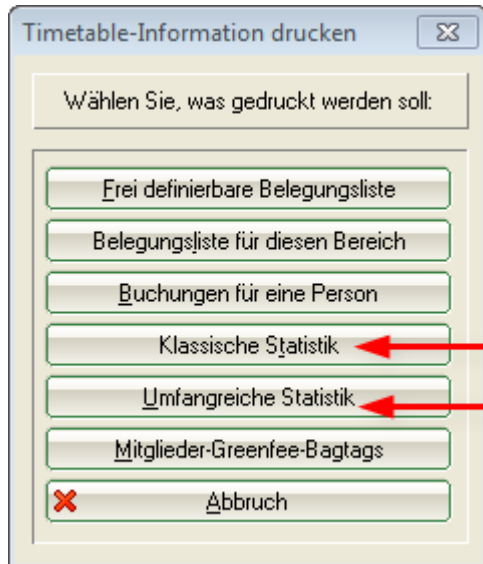 Timetable-Information drucken
Wählen Sie, was gedruckt werden soll:
Frei definierbare Belegungsliste
Belegungsliste für diesen Bereich
Buchungen für eine Person
Klassische Statistik
Umfangreiche Statistik
Mitglieder-Greenfee-Bagtags
Abbruch